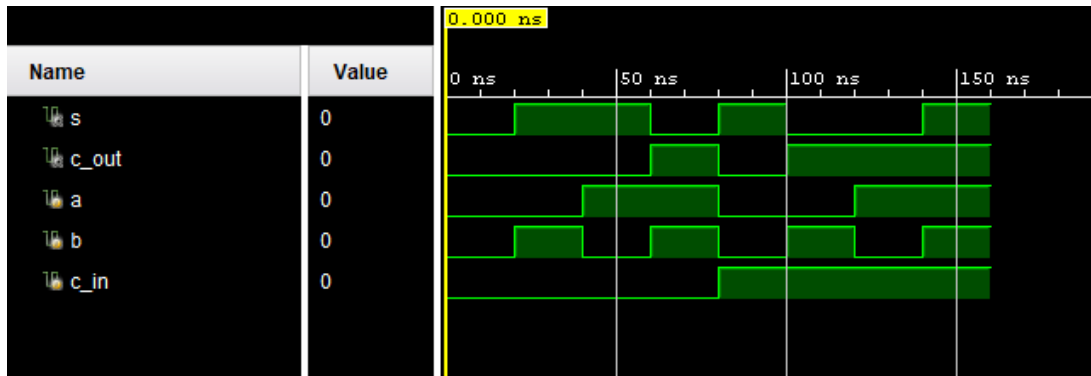 0.000 ns
Name Value 0 ns 50 ns 100 ns 150 ns
s 0
c_out 0
a 0
b 0
c_in 0